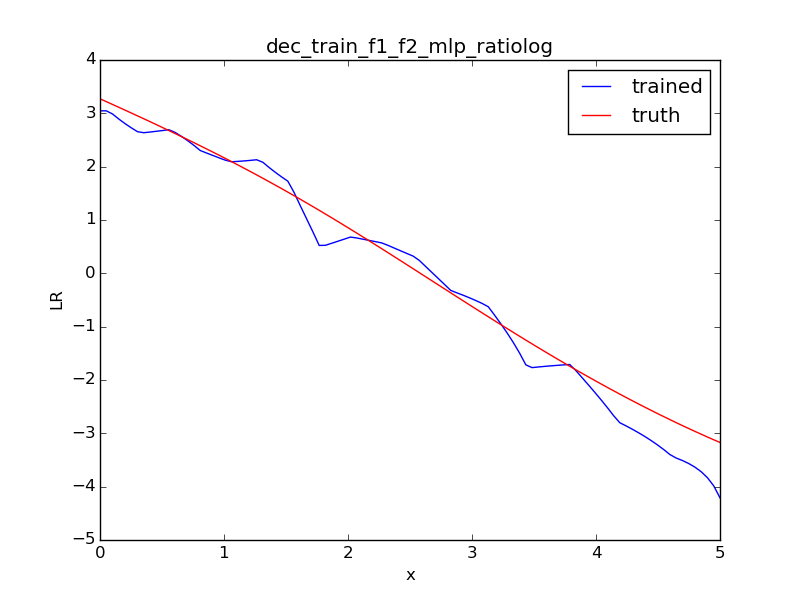 dec_train_f1_f2_mlp_ratiolog
trained
truth
4
3
2
1
0
−1
−2
−3
−4
−5
LR
0 1 2 3 4 5
x